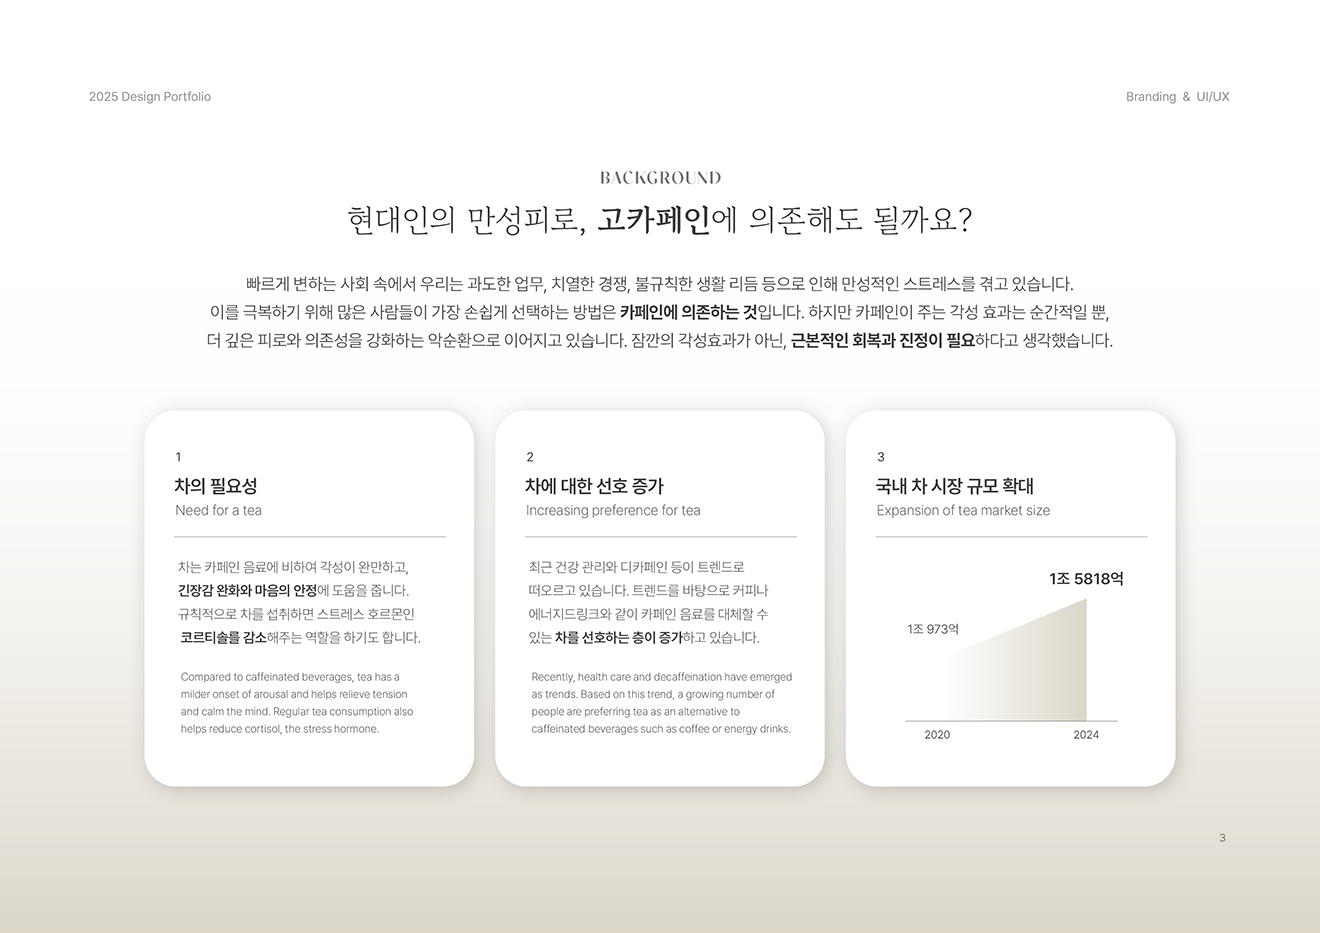 2025 Design Portfolio
Branding & UI/UX
BACKGROUND
현대인의 만성피로, 고카페인에 의존해도 될까요?
빠르게 변하는 사회 속에서 우리는 과도한 업무, 치열한 경쟁, 불규칙한 생활 리듬 등으로 인해 만성적인 스트레스를 겪고 있습니다.
이를 극복하기 위해 많은 사람들이 가장 손쉽게 선택하는 방법은 카페인에 의존하는 것입니다. 하지만 카페인이 주는 각성 효과는 순간적일 뿐,
더 깊은 피로와 의존성을 강화하는 악순환으로 이어지고 있습니다. 잠깐의 각성효과가 아닌, 근본적인 회복과 진정이 필요하다고 생각했습니다.
1
차의 필요성
Need for a tea
차는 카페인 음료에 비하여 각성이 완만하고,
긴장감 완화와 마음의 안정에 도움을 줍니다.
규칙적으로 차를 섭취하면 스트레스 호르몬인
코르티솔를 감소해주는 역할을 하기도 합니다.
Compared to caffeinated beverages, tea has a
milder onset of arousal and helps relieve tension
and calm the mind. Regular tea consumption also
helps reduce cortisol, the stress hormone.
2
차에 대한 선호 증가
Increasing preference for tea
최근 건강 관리와 디카페인 등이 트렌드로
떠오르고 있습니다. 트렌드를 바탕으로 커피나
에너지드링크와 같이 카페인 음료를 대체할 수
있는 차를 선호하는 층이 증가하고 있습니다.
Recently, health care and decaffeination have emerged
as trends. Based on this trend, a growing number of
people are preferring tea as an alternative to
caffeinated beverages such as coffee or energy drinks.
3
국내 차 시장 규모 확대
Expansion of tea market size
1조 5818억
1조 973억
2020
2024
3